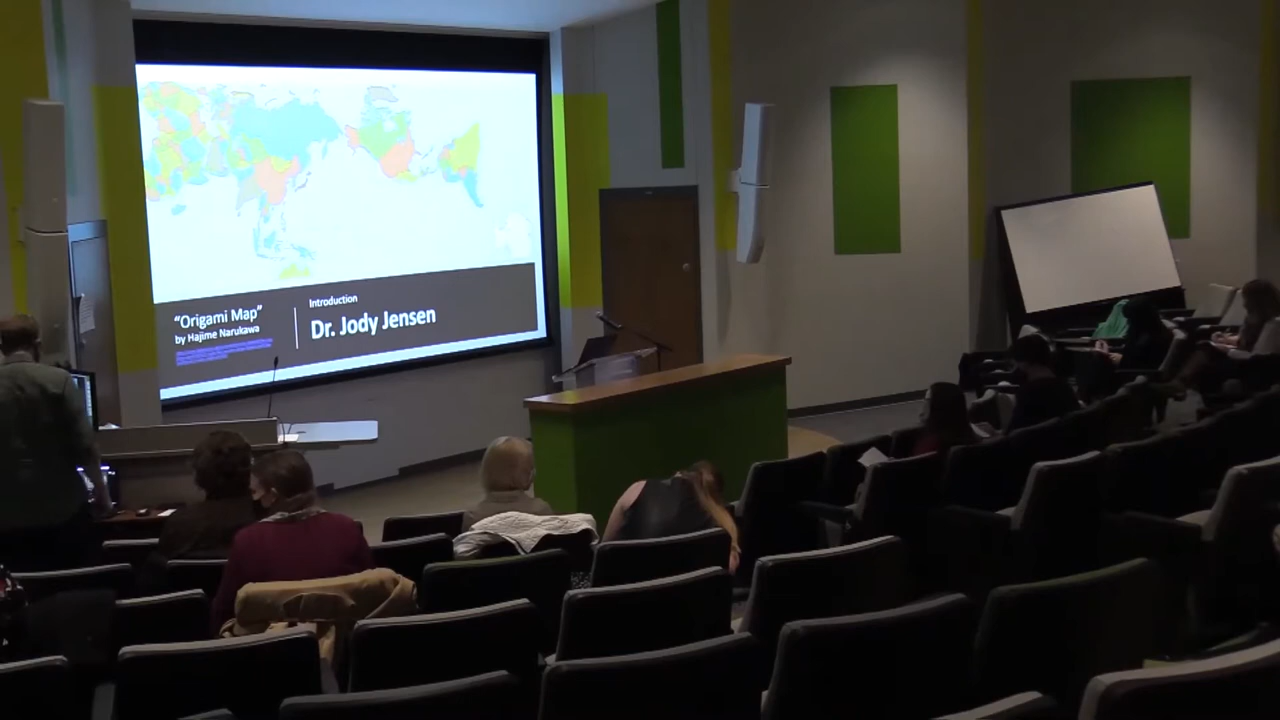 "Origami Map"
by Hajime Narukawa
Introduction
Dr. Jody Jensen